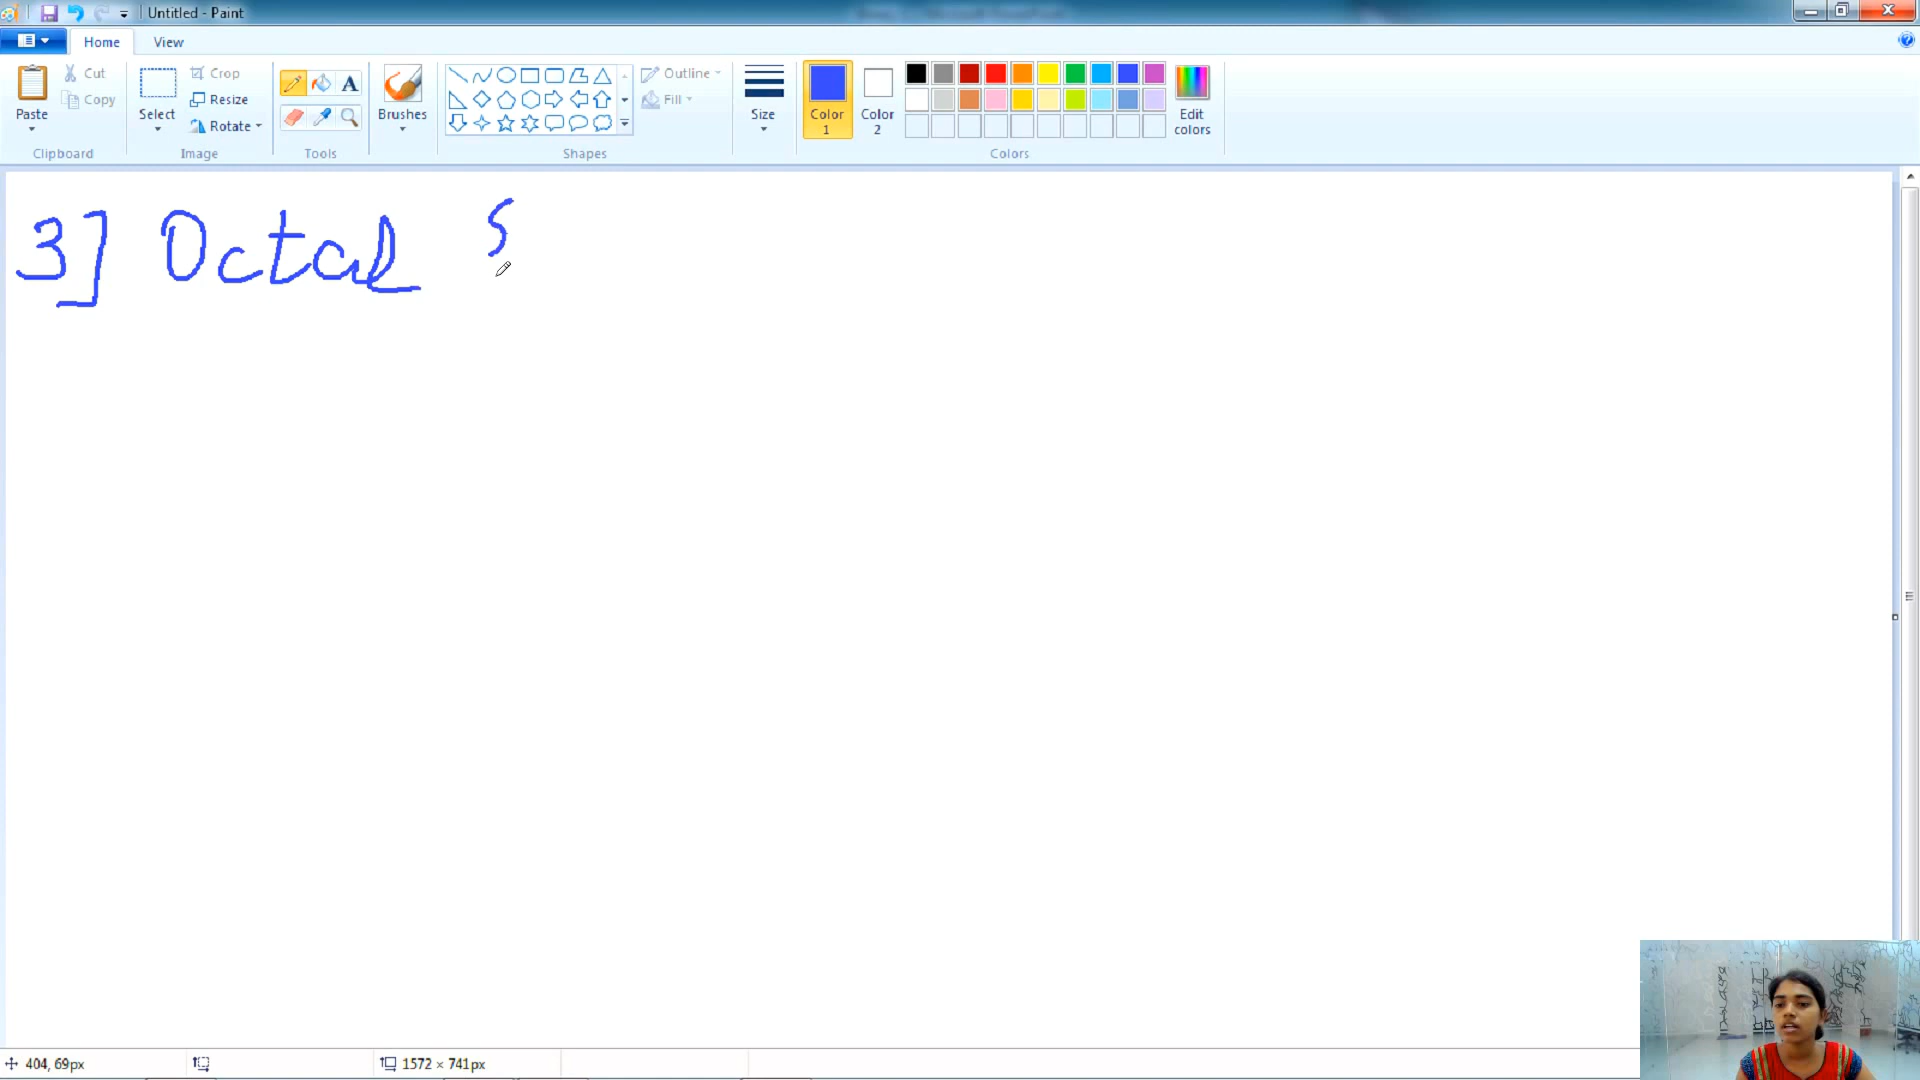 Untitled - Paint
Home View
Paste
Cut
Copy
Clipboard
Select
Crop
Resize
Rotate
Image
Tools
Brushes
Shapes
Outline
Fill
Size
Color 1
Color 2
Edit colors
Colors
3] Octal S
404, 69px
1572 × 741px